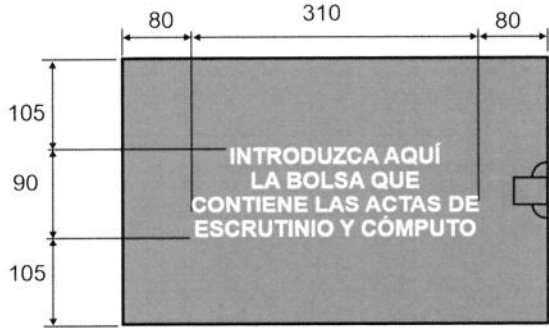 80 310 80
105
90
105
INTRODUZCA AQUÍ
LA BOLSA QUE
CONTIENE LAS ACTAS DE
ESCRUTINIO Y CÓMPUTO